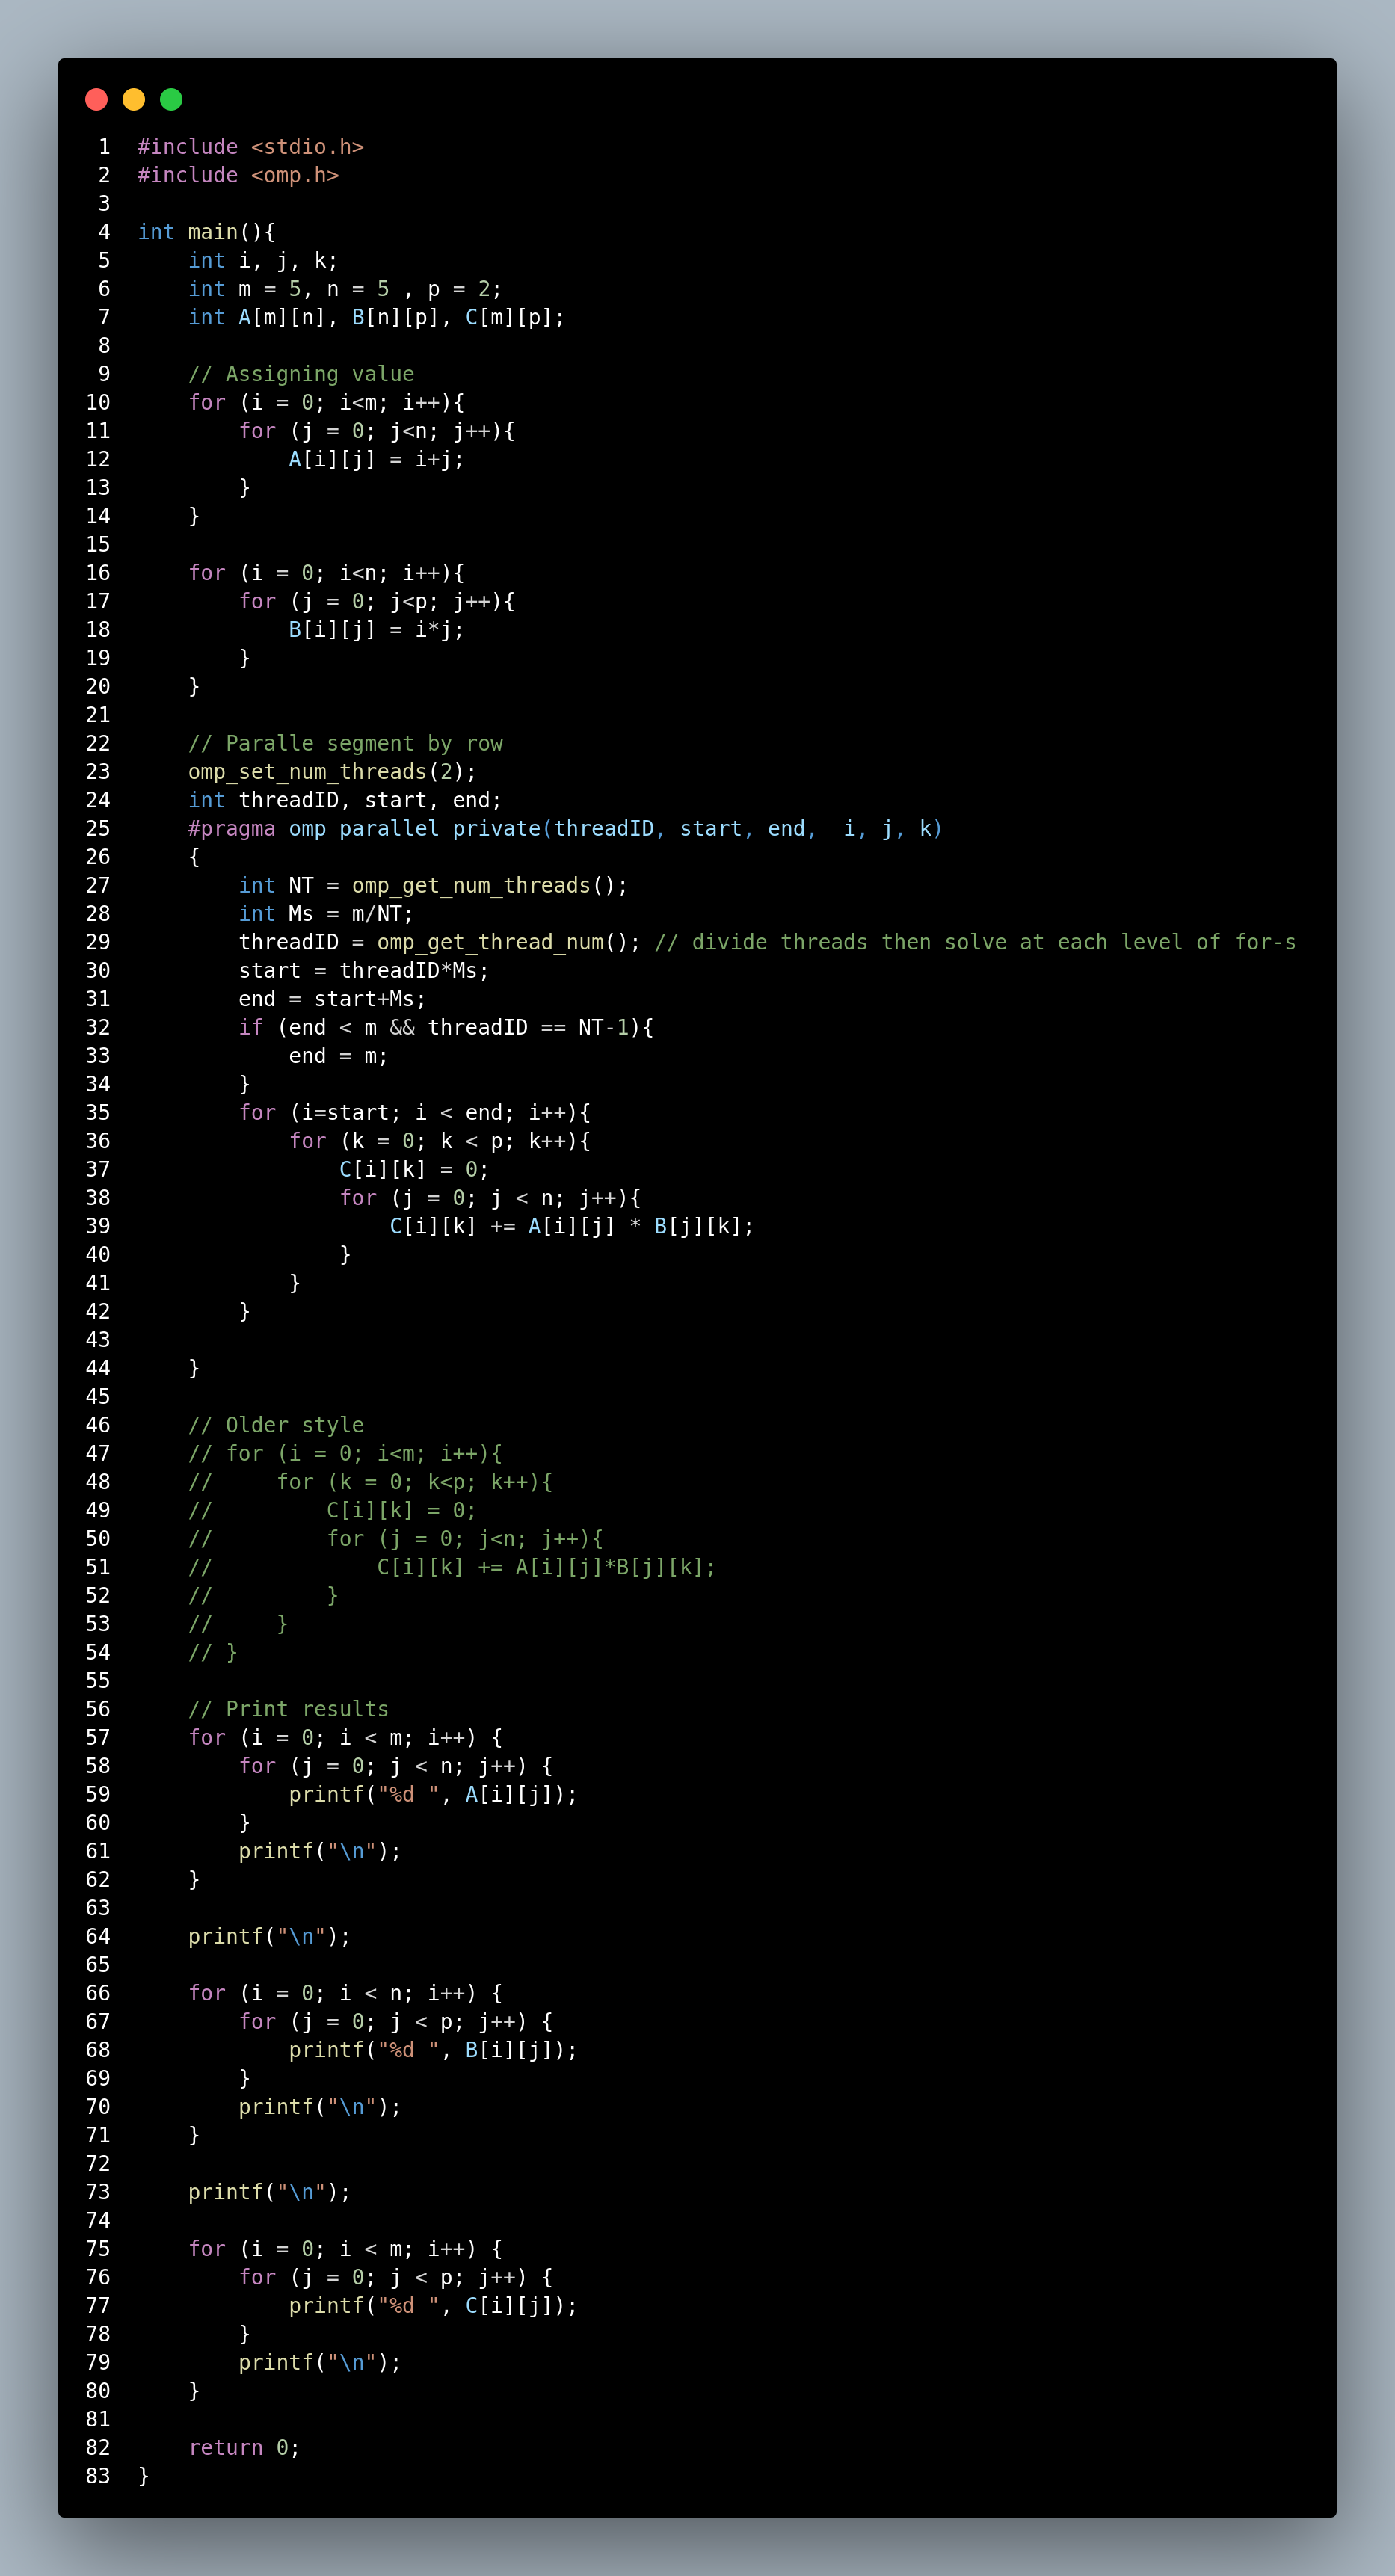 1 #include <stdio.h>
2 #include <omp.h>
3
4 int main(){
5     int i, j, k;
6     int m = 5, n = 5 , p = 2;
7     int A[m][n], B[n][p], C[m][p];
8
9     // Assigning value
10     for (i = 0; i<m; i++){
11         for (j = 0; j<n; j++){
12             A[i][j] = i+j;
13         }
14     }
15
16     for (i = 0; i<n; i++){
17         for (j = 0; j<p; j++){
18             B[i][j] = i*j;
19         }
20     }
21
22     // Paralle segment by row
23     omp_set_num_threads(2);
24     int threadID, start, end;
25     #pragma omp parallel private(threadID, start, end,  i, j, k)
26     {
27         int NT = omp_get_num_threads();
28         int Ms = m/NT;
29         threadID = omp_get_thread_num(); // divide threads then solve at each level of for-s
30         start = threadID*Ms;
31         end = start+Ms;
32         if (end < m && threadID == NT-1){
33             end = m;
34         }
35         for (i=start; i < end; i++){
36             for (k = 0; k < p; k++){
37                 C[i][k] = 0;
38                 for (j = 0; j < n; j++){
39                     C[i][k] += A[i][j] * B[j][k];
40                 }
41             }
42         }
43
44     }
45
46     // Older style
47     // for (i = 0; i<m; i++){
48     //     for (k = 0; k<p; k++){
49     //         C[i][k] = 0;
50     //         for (j = 0; j<n; j++){
51     //             C[i][k] += A[i][j]*B[j][k];
52     //         }
53     //     }
54     // }
55
56     // Print results
57     for (i = 0; i < m; i++) {
58         for (j = 0; j < n; j++) {
59             printf("%d ", A[i][j]);
60         }
61         printf("\n");
62     }
63
64     printf("\n");
65
66     for (i = 0; i < n; i++) {
67         for (j = 0; j < p; j++) {
68             printf("%d ", B[i][j]);
69         }
70         printf("\n");
71     }
72
73     printf("\n");
74
75     for (i = 0; i < m; i++) {
76         for (j = 0; j < p; j++) {
77             printf("%d ", C[i][j]);
78         }
79         printf("\n");
80     }
81
82     return 0;
83 }